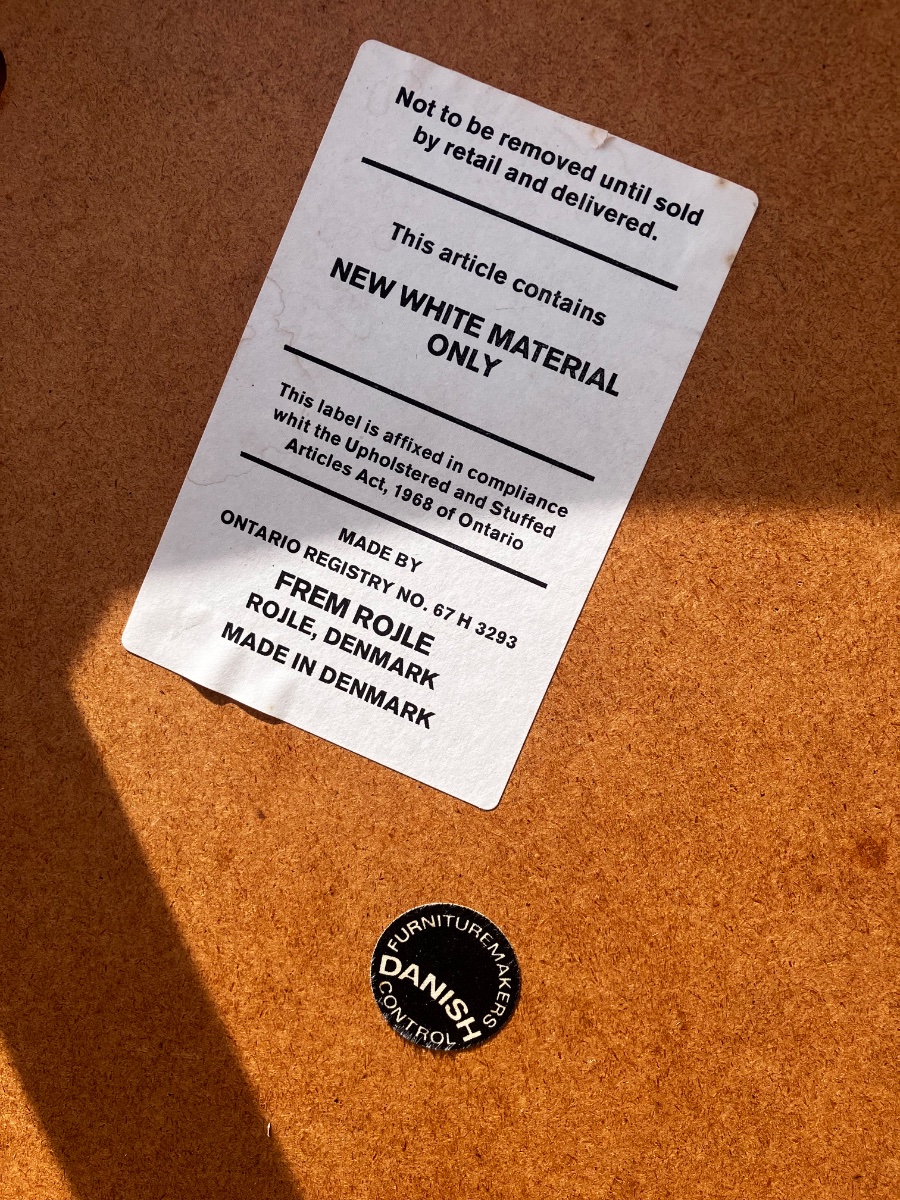 Not to be removed until sold
by retail and delivered.
This article contains
NEW WHITE MATERIAL
ONLY
This label is affixed in compliance
whit the Upholstered and Stuffed
Articles Act, 1968 of Ontario
MADE BY
ONTARIO REGISTRY NO. 67 H 3293
FREM ROJLE
ROJLE, DENMARK
MADE IN DENMARK
FURNITUREMAKERS
DANISH
CONTROL